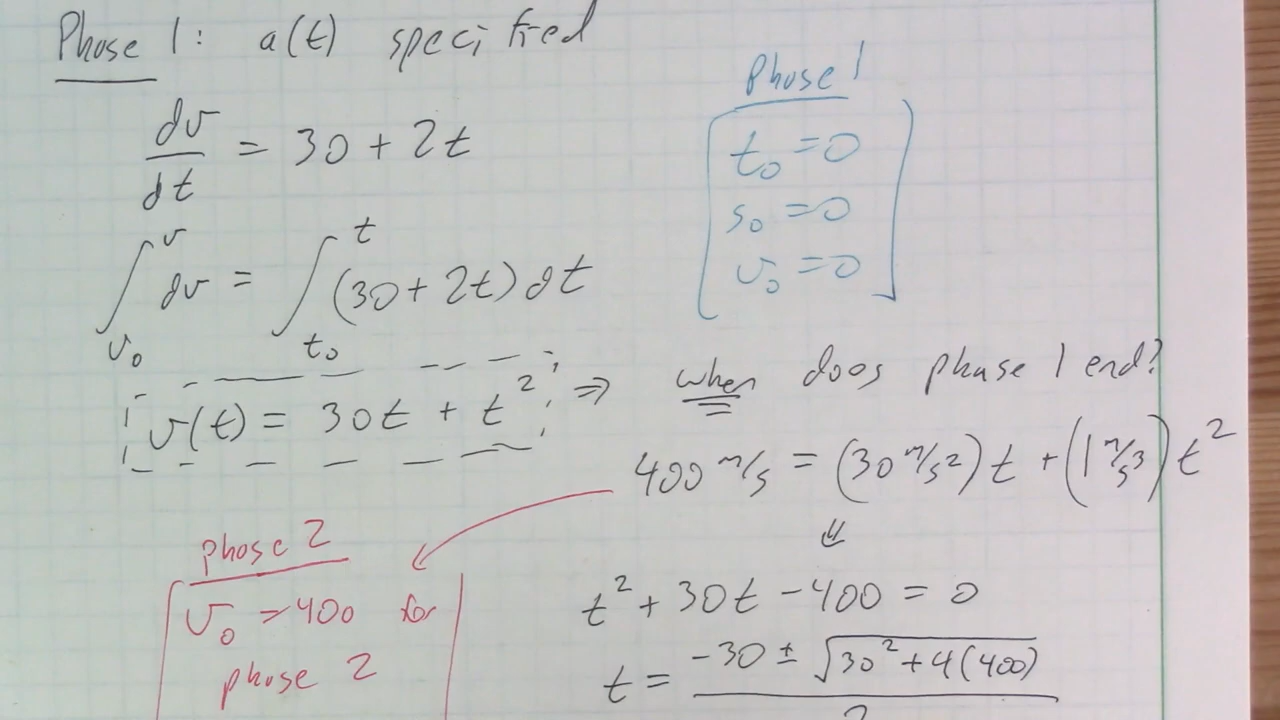 Phase 1: a(t) specified
dv/dt = 30 + 2t
∫_{v₀}^{v} dv = ∫_{t₀}^{t} (30 + 2t) dt
v(t) = 30t + t² ⇒
Phase 1
t₀ = 0
s₀ = 0
v₀ = 0
when does phase 1 end?
400 m/s = (30 m/s²) t + (1 m/s³) t²
⇓
t² + 30t - 400 = 0
t = (-30 ± √(30² + 4(400))) / 2
phase 2
v₀ = 400 for
phase 2